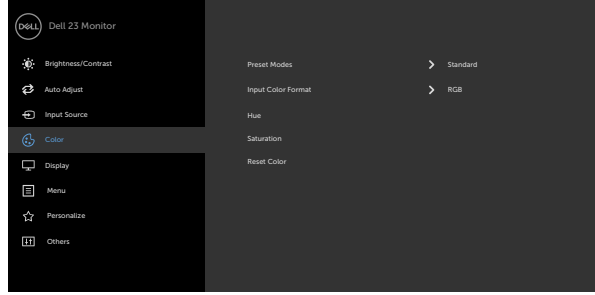 DELL Dell 23 Monitor
Brightness/Contrast
Auto Adjust
Input Source
Color
Display
Menu
Personalize
Others
Preset Modes Standard
Input Color Format RGB
Hue
Saturation
Reset Color